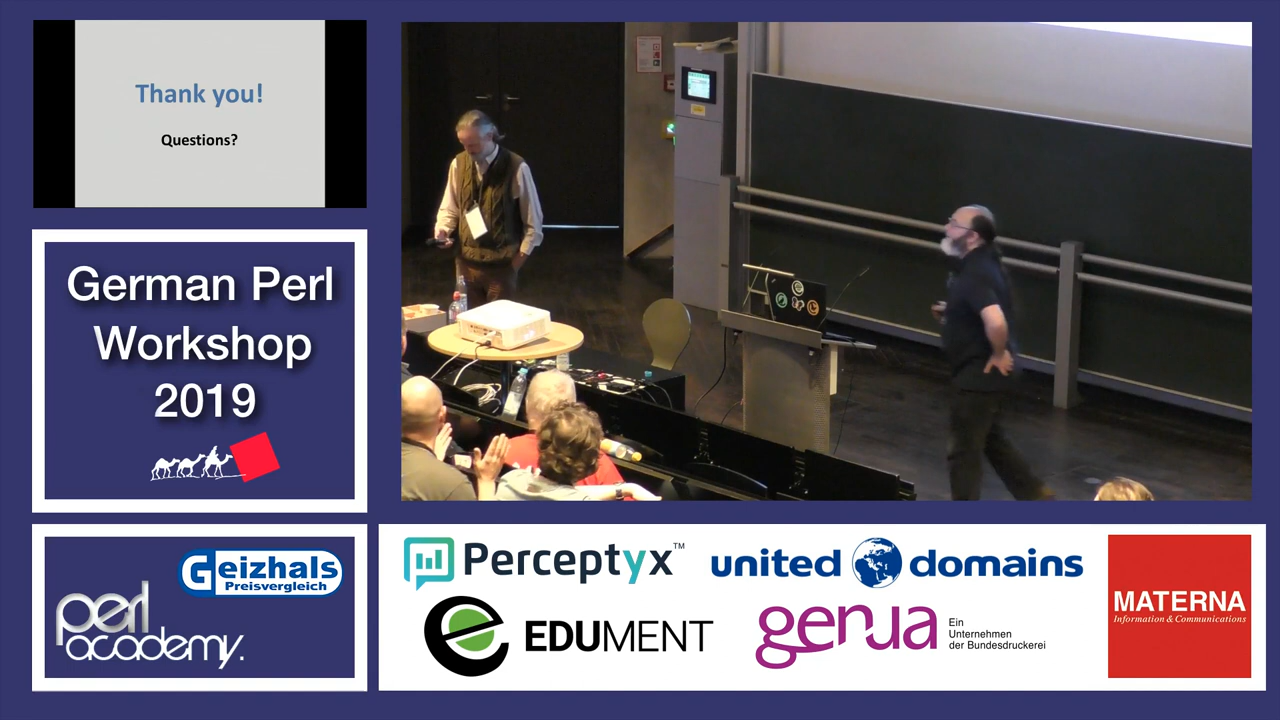 Thank you!
Questions?
German Perl
Workshop
2019
Geizhals
Preisvergleich
perl
academy.
Perceptyx™
united domains
EDUMENT
genua
Ein
Unternehmen
der Bundesdruckerei
MATERNA
Information & Communications